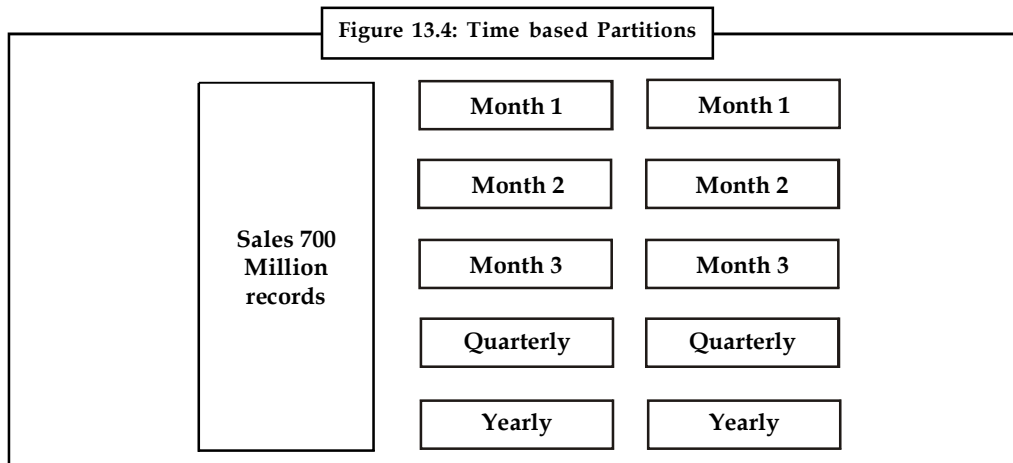 Figure 13.4: Time based Partitions
Sales 700
Million
records
Month 1
Month 1
Month 2
Month 2
Month 3
Month 3
Quarterly
Quarterly
Yearly
Yearly